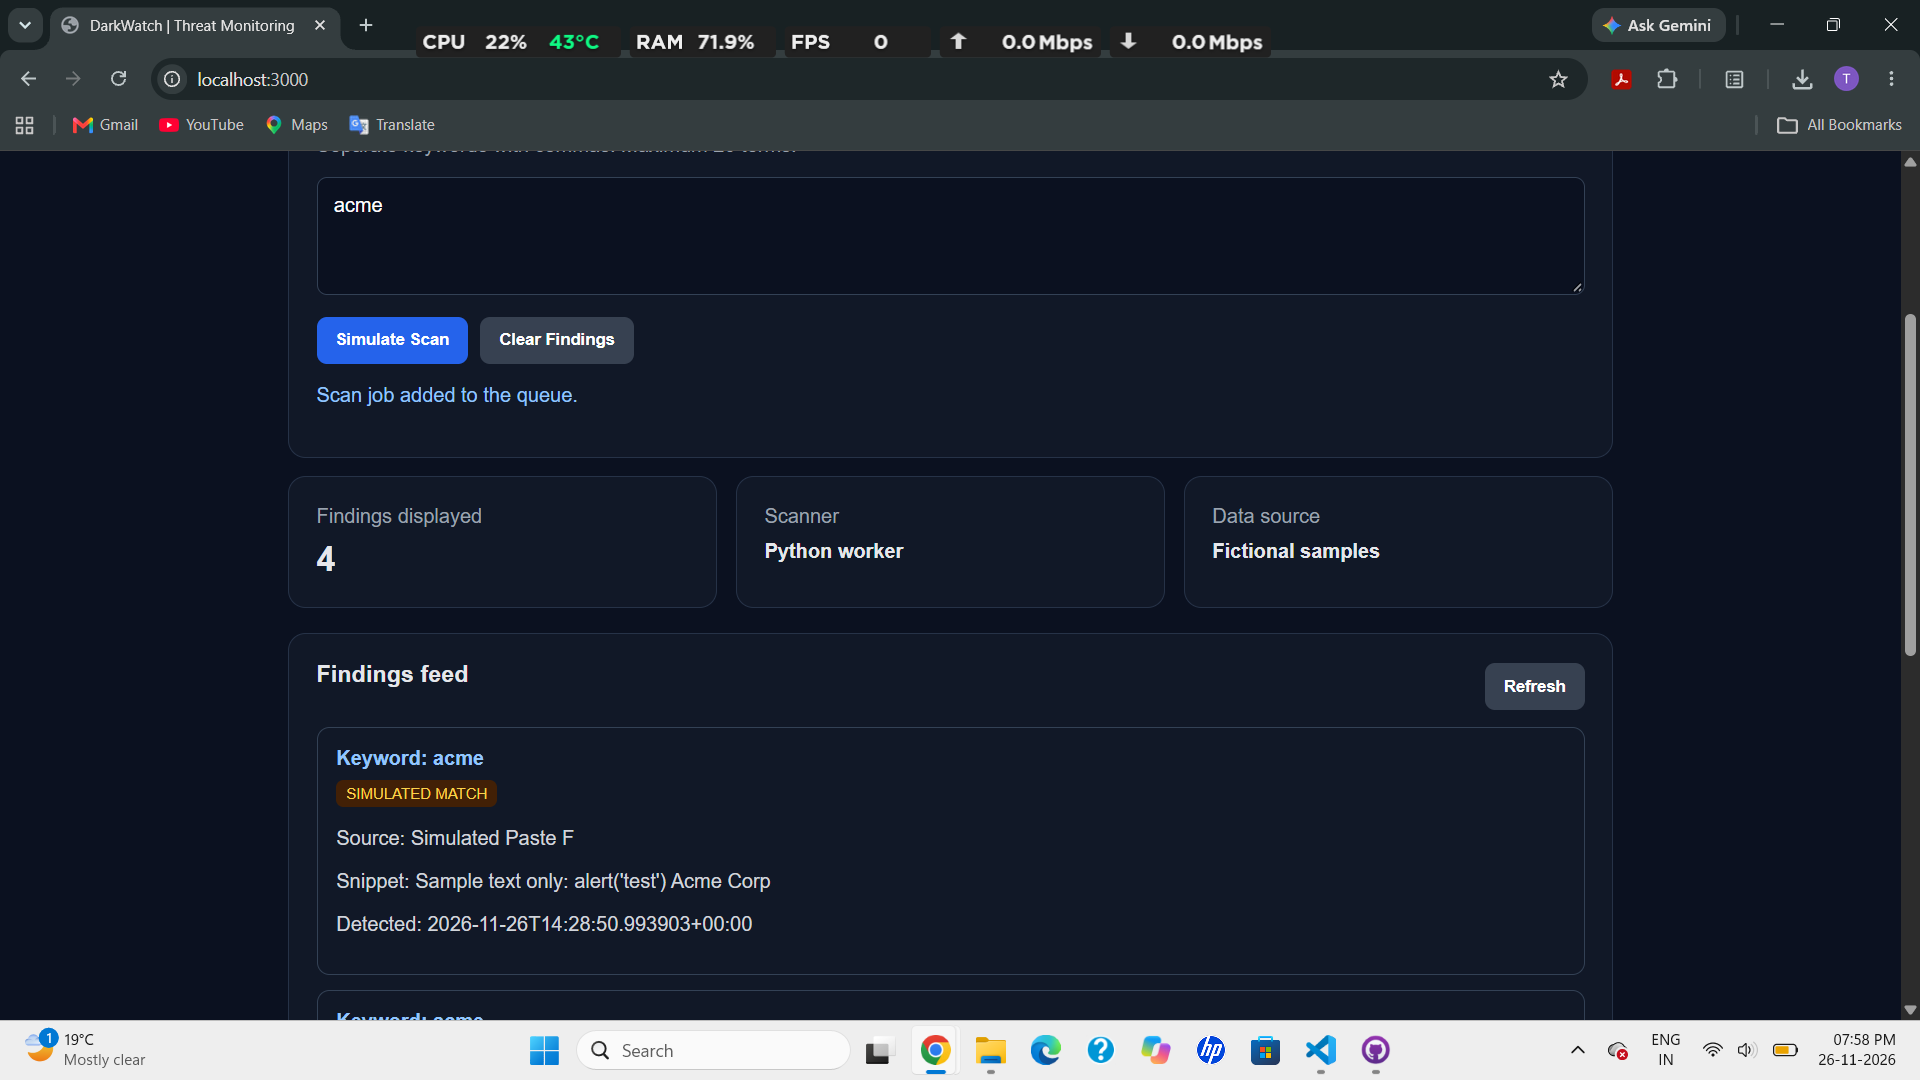 DarkWatch | Threat Monitoring
Ask Gemini
CPU 22% 43°C RAM 71.9% FPS 0 0.0 Mbps 0.0 Mbps
localhost:3000
T
Gmail YouTube Maps Translate All Bookmarks
acme
Simulate Scan Clear Findings
Scan job added to the queue.
Findings displayed
4
Scanner
Python worker
Data source
Fictional samples
Findings feed
Refresh
Keyword: acme
SIMULATED MATCH
Source: Simulated Paste F
Snippet: Sample text only: alert('test') Acme Corp
Detected: 2026-11-26T14:28:50.993903+00:00
Keyword: acme
1
19°C
Mostly clear
Search
hp
ENG
IN
07:58 PM
26-11-2026